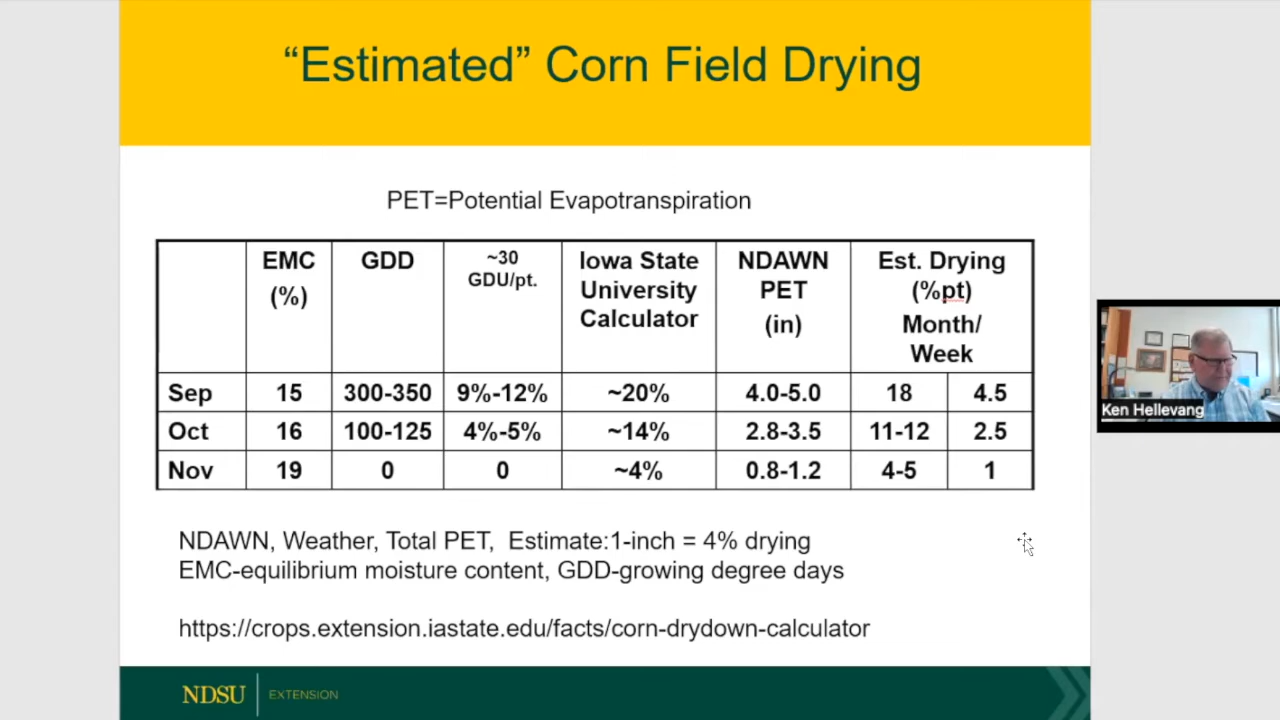 “Estimated” Corn Field Drying
PET=Potential Evapotranspiration
EMC (%) GDD ~30 GDU/pt. Iowa State University Calculator NDAWN PET (in) Est. Drying (%pt) Month/ Week
Sep 15 300-350 9%-12% ~20% 4.0-5.0 18 4.5
Oct 16 100-125 4%-5% ~14% 2.8-3.5 11-12 2.5
Nov 19 0 0 ~4% 0.8-1.2 4-5 1
NDAWN, Weather, Total PET, Estimate:1-inch = 4% drying
EMC-equilibrium moisture content, GDD-growing degree days
https://crops.extension.iastate.edu/facts/corn-drydown-calculator
NDSU EXTENSION
Ken Hellevang